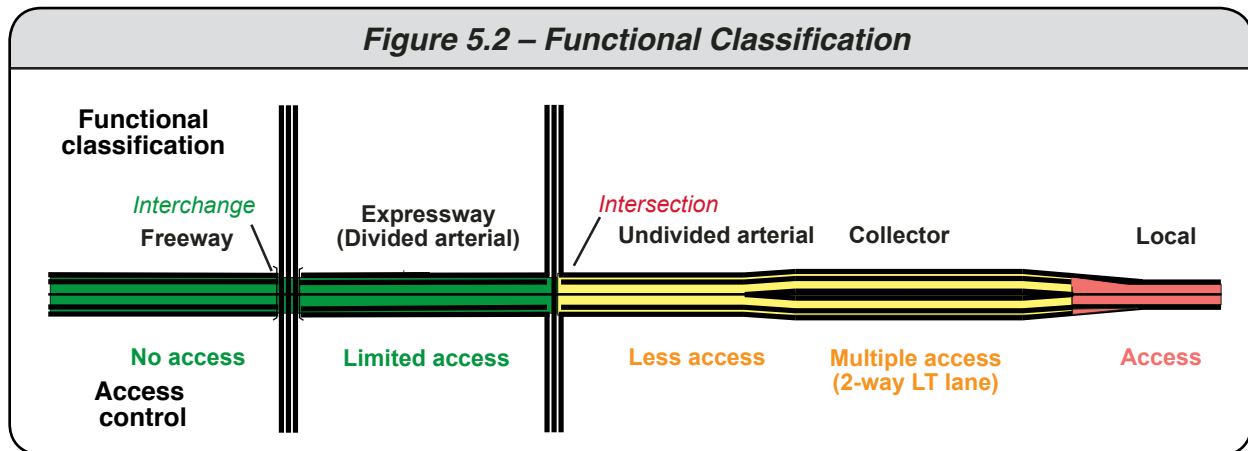 Figure 5.2 – Functional Classification
Functional
classification
Interchange
Freeway
Expressway
(Divided arterial)
Intersection
Undivided arterial
Collector
Local
No access
Limited access
Less access
Multiple access
(2-way LT lane)
Access
Access
control